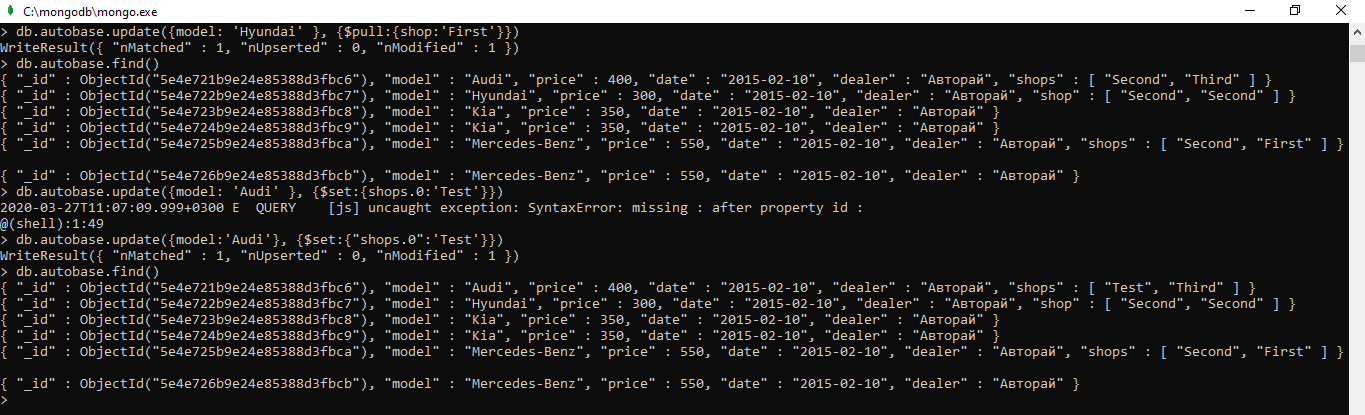 C:\mongodb\mongo.exe
> db.autobase.update({model: 'Hyundai' }, {$pull:{shop:'First'}})
WriteResult({ "nMatched" : 1, "nUpserted" : 0, "nModified" : 1 })
> db.autobase.find()
{ "_id" : ObjectId("5e4e721b9e24e85388d3fbc6"), "model" : "Audi", "price" : 400, "date" : "2015-02-10", "dealer" : "Авторай", "shops" : [ "Second", "Third" ] }
{ "_id" : ObjectId("5e4e722b9e24e85388d3fbc7"), "model" : "Hyundai", "price" : 300, "date" : "2015-02-10", "dealer" : "Авторай", "shop" : [ "Second", "Second" ] }
{ "_id" : ObjectId("5e4e723b9e24e85388d3fbc8"), "model" : "Kia", "price" : 350, "date" : "2015-02-10", "dealer" : "Авторай" }
{ "_id" : ObjectId("5e4e724b9e24e85388d3fbc9"), "model" : "Kia", "price" : 350, "date" : "2015-02-10", "dealer" : "Авторай" }
{ "_id" : ObjectId("5e4e725b9e24e85388d3fbca"), "model" : "Mercedes-Benz", "price" : 550, "date" : "2015-02-10", "dealer" : "Авторай", "shops" : [ "Second", "First" ] }
{ "_id" : ObjectId("5e4e726b9e24e85388d3fbcb"), "model" : "Mercedes-Benz", "price" : 550, "date" : "2015-02-10", "dealer" : "Авторай" }
> db.autobase.update({model: 'Audi' }, {$set:{shops.0:'Test'}})
2020-03-27T11:07:09.999+0300 E  QUERY    [js] uncaught exception: SyntaxError: missing : after property id :
@(shell):1:49
> db.autobase.update({model:'Audi'}, {$set:{"shops.0":'Test'}})
WriteResult({ "nMatched" : 1, "nUpserted" : 0, "nModified" : 1 })
> db.autobase.find()
{ "_id" : ObjectId("5e4e721b9e24e85388d3fbc6"), "model" : "Audi", "price" : 400, "date" : "2015-02-10", "dealer" : "Авторай", "shops" : [ "Test", "Third" ] }
{ "_id" : ObjectId("5e4e722b9e24e85388d3fbc7"), "model" : "Hyundai", "price" : 300, "date" : "2015-02-10", "dealer" : "Авторай", "shop" : [ "Second", "Second" ] }
{ "_id" : ObjectId("5e4e723b9e24e85388d3fbc8"), "model" : "Kia", "price" : 350, "date" : "2015-02-10", "dealer" : "Авторай" }
{ "_id" : ObjectId("5e4e724b9e24e85388d3fbc9"), "model" : "Kia", "price" : 350, "date" : "2015-02-10", "dealer" : "Авторай" }
{ "_id" : ObjectId("5e4e725b9e24e85388d3fbca"), "model" : "Mercedes-Benz", "price" : 550, "date" : "2015-02-10", "dealer" : "Авторай", "shops" : [ "Second", "First" ] }
{ "_id" : ObjectId("5e4e726b9e24e85388d3fbcb"), "model" : "Mercedes-Benz", "price" : 550, "date" : "2015-02-10", "dealer" : "Авторай" }
>